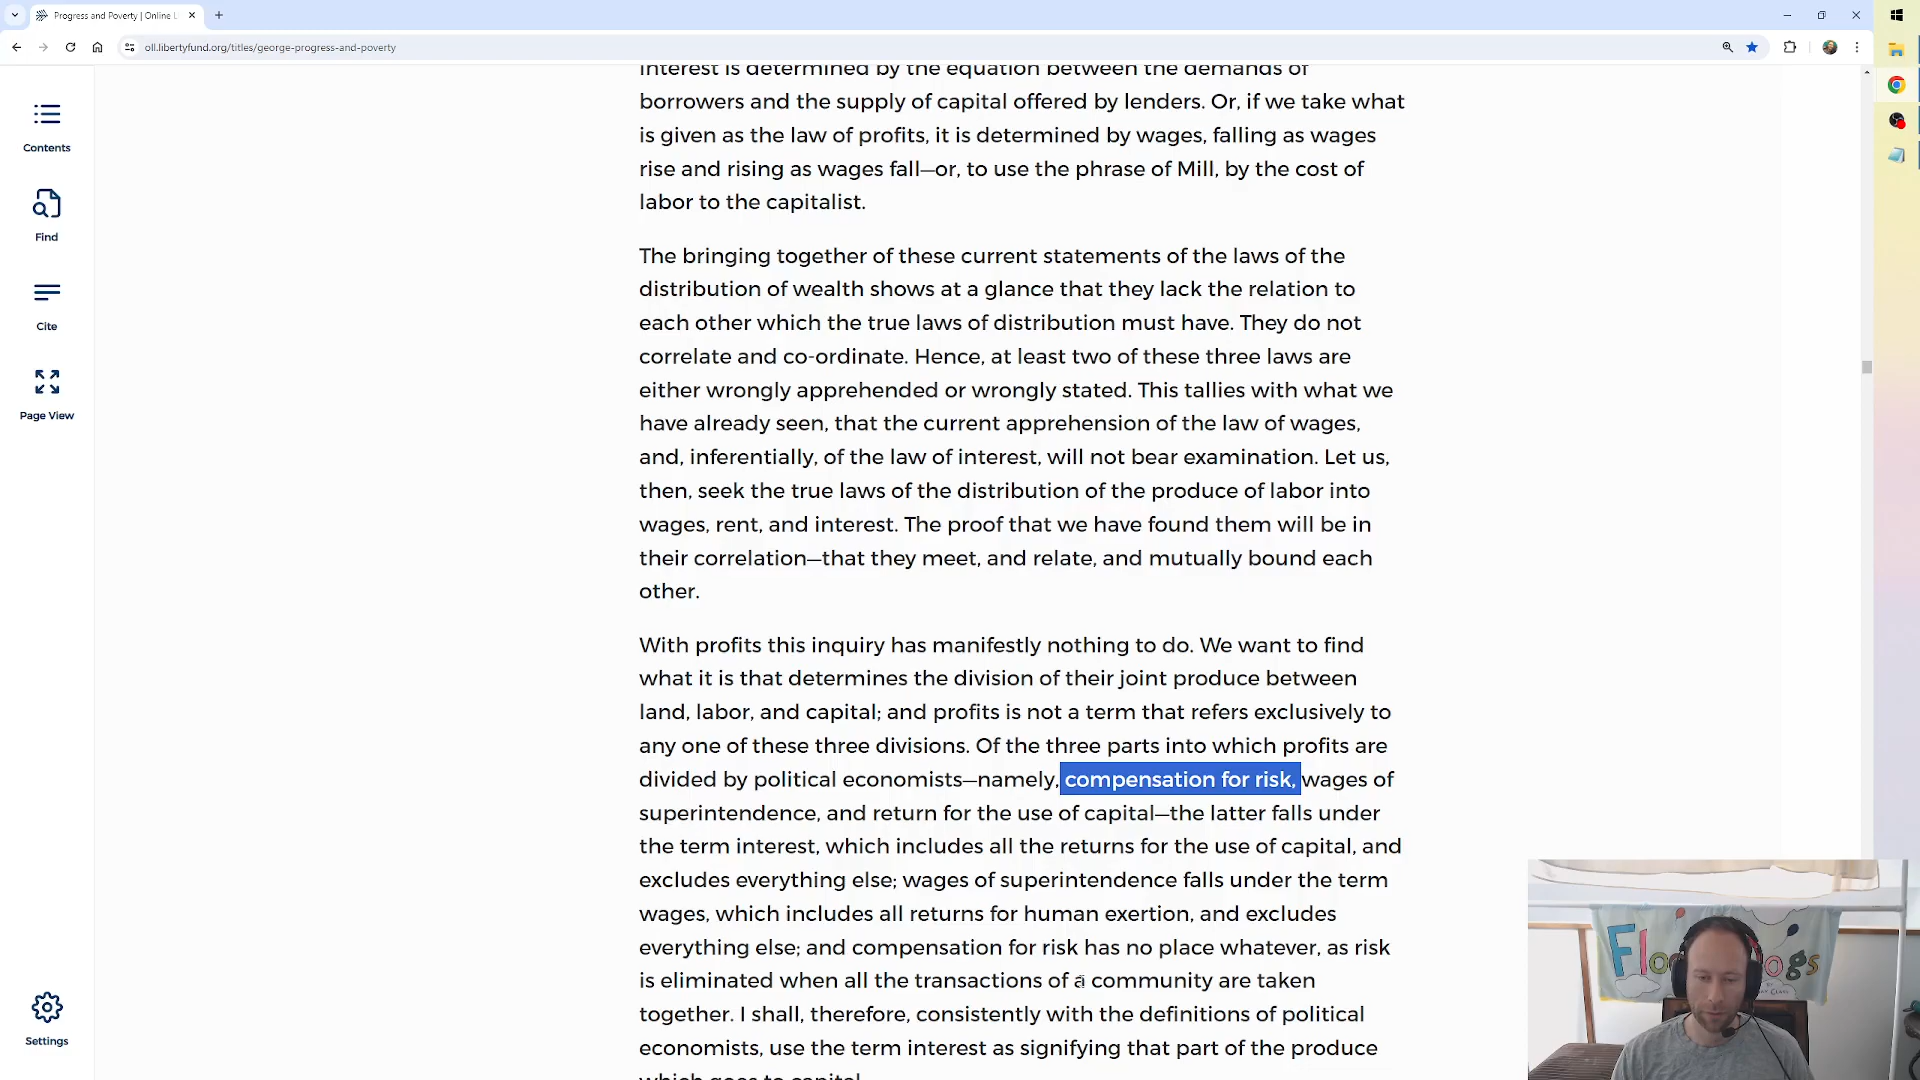 Progress and Poverty | Online L
oll.libertyfund.org/titles/george-progress-and-poverty
Contents
Find
Cite
Page View
Settings
interest is determined by the equation between the demands of
borrowers and the supply of capital offered by lenders. Or, if we take what
is given as the law of profits, it is determined by wages, falling as wages
rise and rising as wages fall—or, to use the phrase of Mill, by the cost of
labor to the capitalist.
The bringing together of these current statements of the laws of the
distribution of wealth shows at a glance that they lack the relation to
each other which the true laws of distribution must have. They do not
correlate and co-ordinate. Hence, at least two of these three laws are
either wrongly apprehended or wrongly stated. This tallies with what we
have already seen, that the current apprehension of the law of wages,
and, inferentially, of the law of interest, will not bear examination. Let us,
then, seek the true laws of the distribution of the produce of labor into
wages, rent, and interest. The proof that we have found them will be in
their correlation—that they meet, and relate, and mutually bound each
other.
With profits this inquiry has manifestly nothing to do. We want to find
what it is that determines the division of their joint produce between
land, labor, and capital; and profits is not a term that refers exclusively to
any one of these three divisions. Of the three parts into which profits are
divided by political economists—namely, compensation for risk, wages of
superintendence, and return for the use of capital—the latter falls under
the term interest, which includes all the returns for the use of capital, and
excludes everything else; wages of superintendence falls under the term
wages, which includes all returns for human exertion, and excludes
everything else; and compensation for risk has no place whatever, as risk
is eliminated when all the transactions of a community are taken
together. I shall, therefore, consistently with the definitions of political
economists, use the term interest as signifying that part of the produce
which goes to capital.